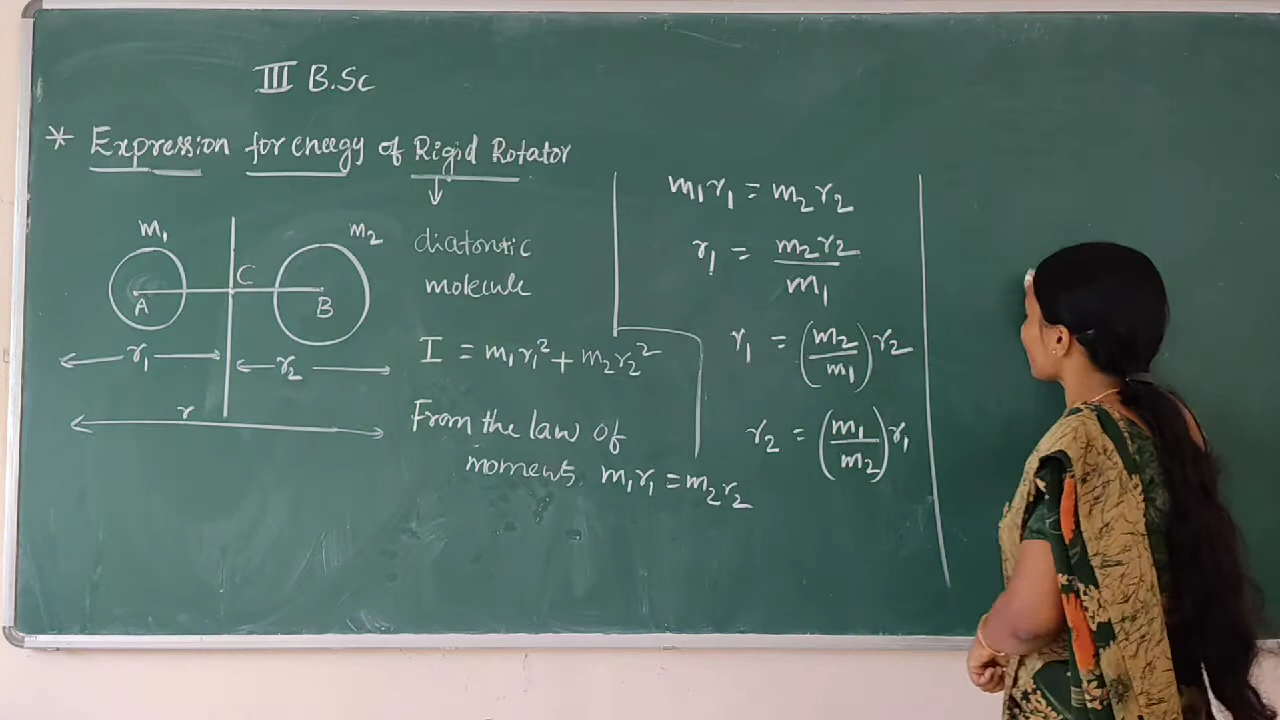 III B.Sc
* Expression for energy of Rigid Rotator
↓
m₁ m₂
A C B
r₁ r₂
r
diatomic
molecule
I = m₁r₁² + m₂r₂²
From the law of
moments, m₁r₁ = m₂r₂
m₁r₁ = m₂r₂
r₁ = m₂r₂/m₁
r₁ = (m₂/m₁)r₂
r₂ = (m₁/m₂)r₁